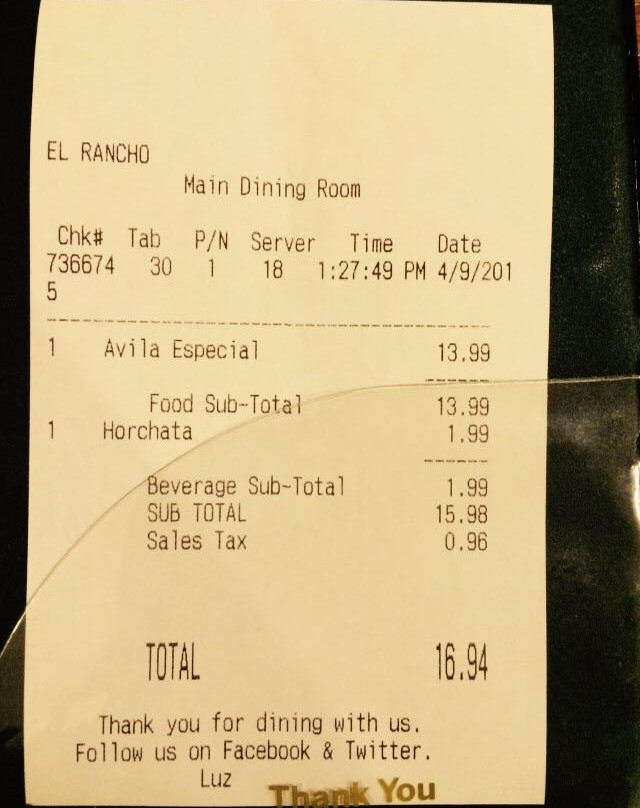 EL RANCHO
Main Dining Room
Chk# Tab P/N Server Time Date
736674 30 1 18 1:27:49 PM 4/9/201
5
1 Avila Especial 13.99
Food Sub-Total 13.99
1 Horchata 1.99
Beverage Sub-Total 1.99
SUB TOTAL 15.98
Sales Tax 0.96
TOTAL 16.94
Thank you for dining with us.
Follow us on Facebook & Twitter.
Luz
Thank You